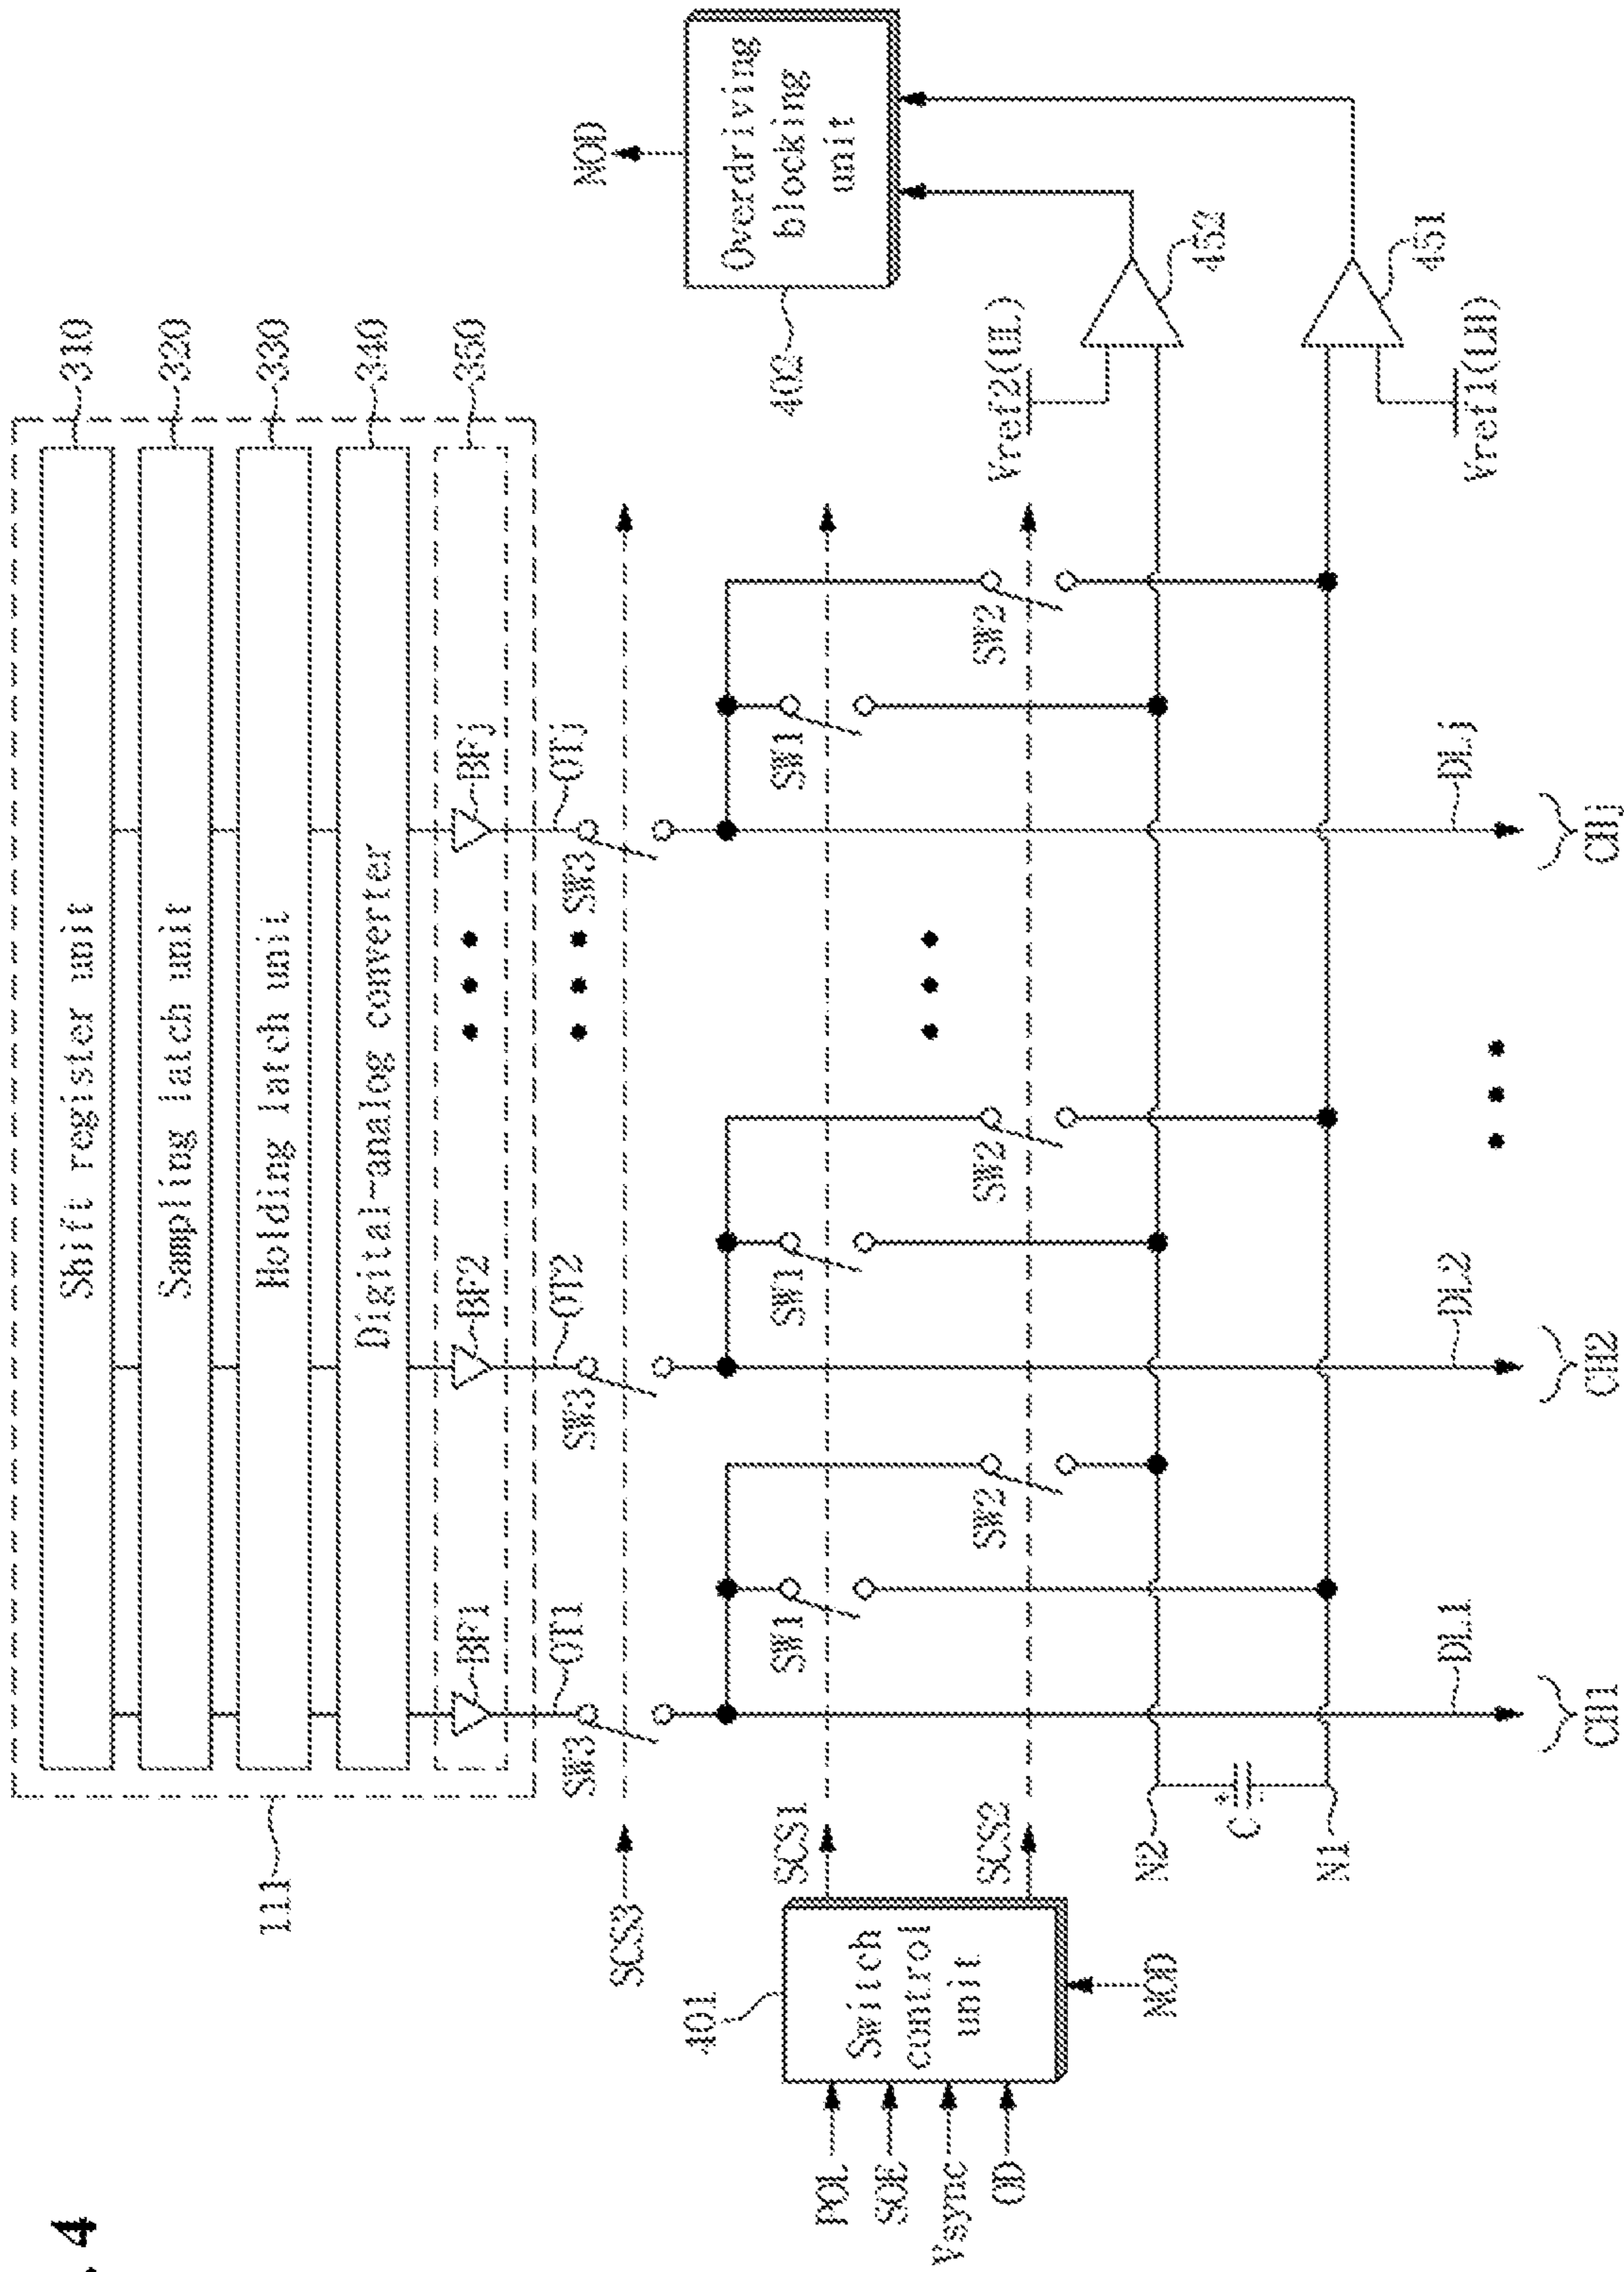 . 4
111
Shift register unit
310
Sampling latch unit
320
Holding latch unit
330
Digital-analog converter
340
350
BF1
BF2
BFj
OT1
OT2
OTj
SW3
SW3
SW3
SCS3
NOD
Overdriving
blocking
unit
402
401
Switch
control
unit
POL
SOE
Vsync
OD
NOD
SCS1
SCS2
SW1
SW1
SW1
SW2
SW2
SW2
Vref2(UL)
452
Vref1(LH)
451
N2
C
N1
DL1
DL2
DLj
CH1
CH2
CHj